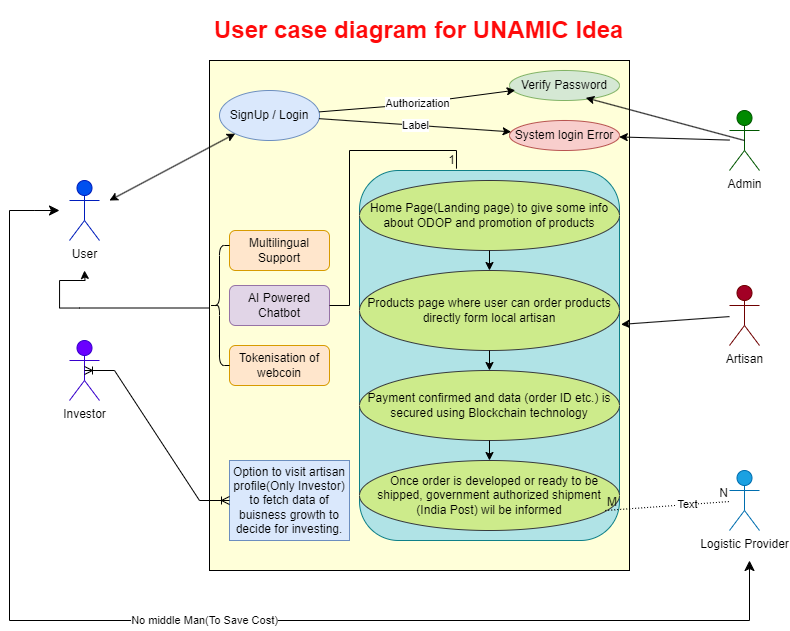 User case diagram for UNAMIC Idea
SignUp / Login
Authorization
Label
Verify Password
System login Error
Admin
1
User
Home Page(Landing page) to give some info
about ODOP and promotion of products
Multilingual
Support
AI Powered
Chatbot
Tokenisation of
webcoin
Products page where user can order products
directly form local artisan
Artisan
Investor
Payment confirmed and data (order ID etc.) is
secured using Blockchain technology
Option to visit artisan
profile(Only Investor)
to fetch data of
buisness growth to
decide for investing.
Once order is developed or ready to be
shipped, government authorized shipment
(India Post) wil be informed
M
Text
N
Logistic Provider
No middle Man(To Save Cost)